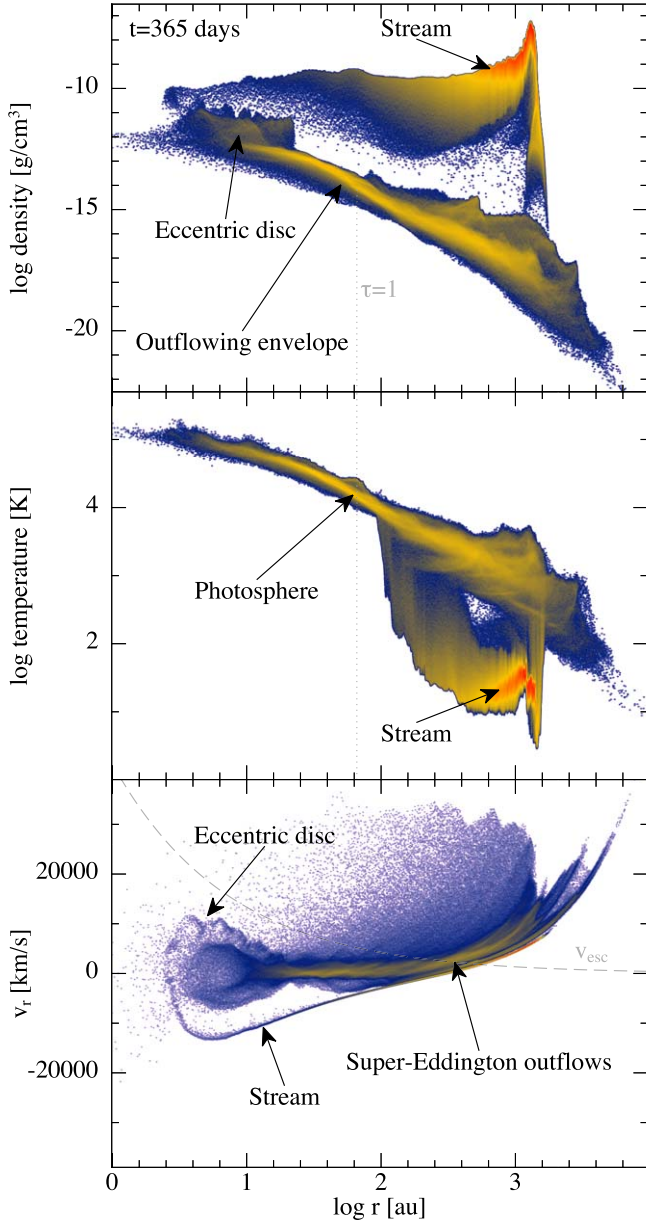 t=365 days
Stream
-10
log density [g/cm³]
-15
Eccentric disc
τ=1
Outflowing envelope
-20
4
log temperature [K]
Photosphere
2
Stream
Eccentric disc
20000
v_r [km/s]
0
v_esc
Super-Eddington outflows
-20000
Stream
0 1 2 3
log r [au]